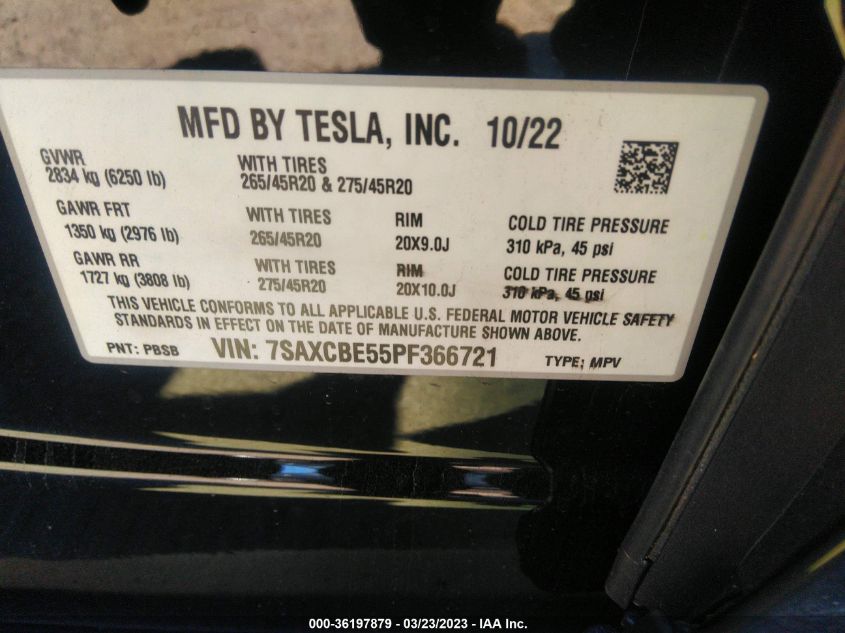 MFD BY TESLA, INC. 10/22
GVWR
2834 kg (6250 lb)
WITH TIRES
265/45R20 & 275/45R20
GAWR FRT
1350 kg (2976 lb)
WITH TIRES
265/45R20
RIM
20X9.0J
COLD TIRE PRESSURE
310 kPa, 45 psi
GAWR RR
1727 kg (3808 lb)
WITH TIRES
275/45R20
RIM
20X10.0J
COLD TIRE PRESSURE
310 kPa, 45 psi
THIS VEHICLE CONFORMS TO ALL APPLICABLE U.S. FEDERAL MOTOR VEHICLE SAFETY
STANDARDS IN EFFECT ON THE DATE OF MANUFACTURE SHOWN ABOVE.
PNT: PBSB VIN: 7SAXCBE55PF366721 TYPE: MPV
000-36197879 - 03/23/2023 - IAA Inc.